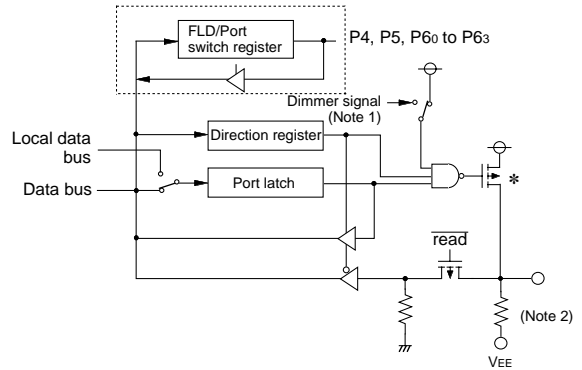 FLD/Port
switch register
P4, P5, P60 to P63
Dimmer signal
(Note 1)
Direction register
Local data
bus
Port latch
Data bus
*
read
(Note 2)
VEE